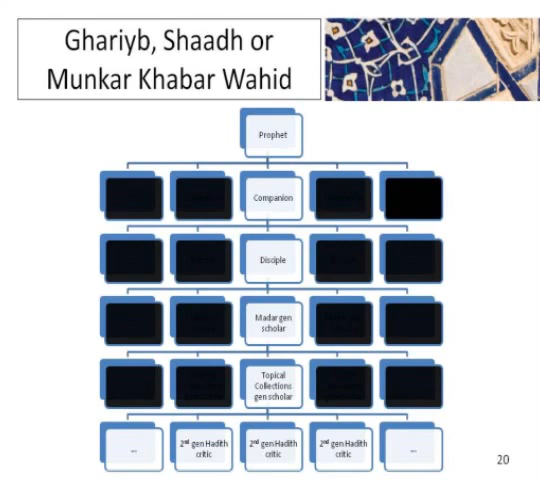 Ghariyb, Shaadh or
Munkar Khabar Wahid
Prophet
Companion
Disciple
Madar gen
scholar
Topical
Collections
gen scholar
...
2nd gen Hadith
critic
2nd gen Hadith
critic
2nd gen Hadith
critic
...
20